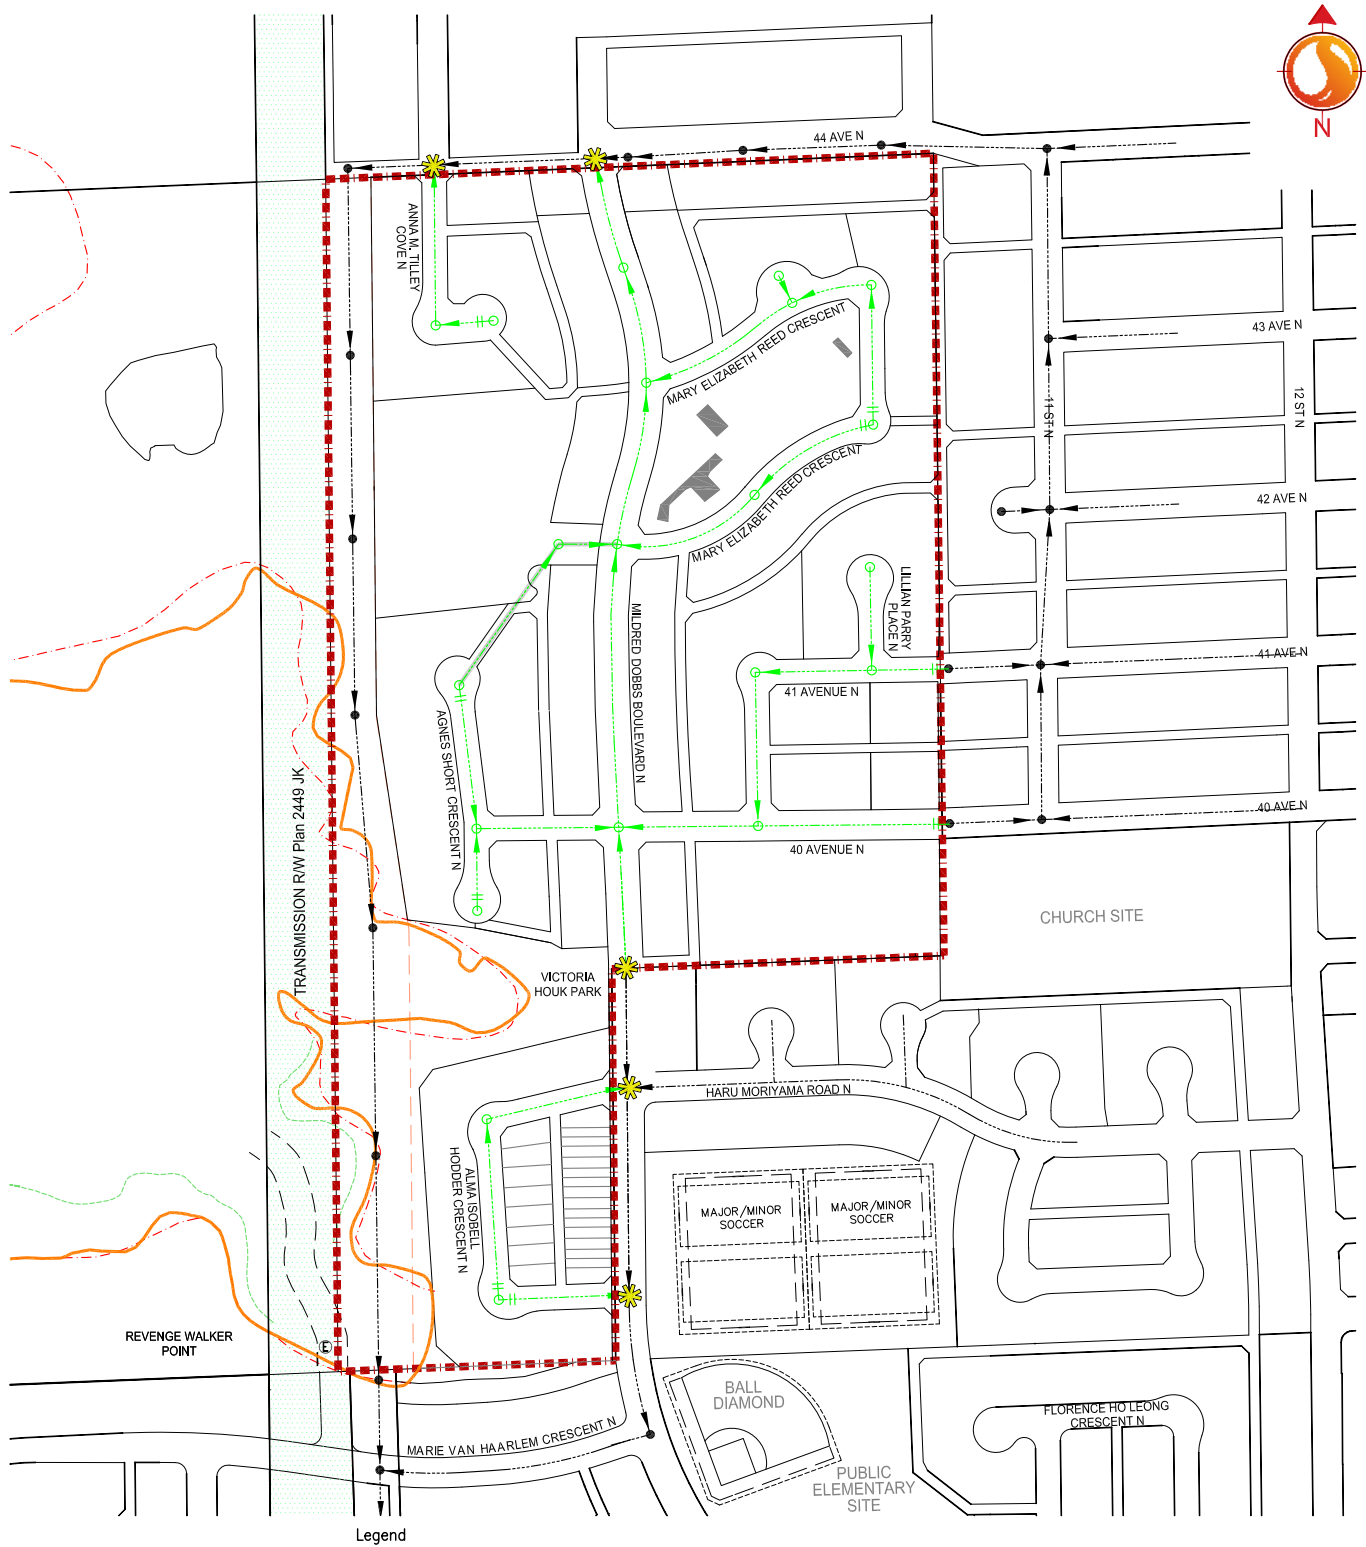 N
44 AVE N
ANNA M. TILLEY
COVE N
43 AVE N
MARY ELIZABETH REED CRESCENT
12 ST N
11 ST N
MARY ELIZABETH REED CRESCENT
42 AVE N
LILLIAN PARRY
PLACE N
MILDRED DOBBS BOULEVARD N
41 AVE N
41 AVENUE N
AGNES SHORT CRESCENT N
TRANSMISSION R/W Plan 2449 JK
40 AVE N
40 AVENUE N
CHURCH SITE
VICTORIA
HOUK PARK
HARU MORIYAMA ROAD N
ALMA ISOBELL
HODDER CRESCENT N
MAJOR/MINOR
SOCCER
MAJOR/MINOR
SOCCER
REVENGE WALKER
POINT
E
BALL
DIAMOND
FLORENCE HO LEONG
CRESCENT N
MARIE VAN HAARLEM CRESCENT N
PUBLIC
ELEMENTARY
SITE
Legend